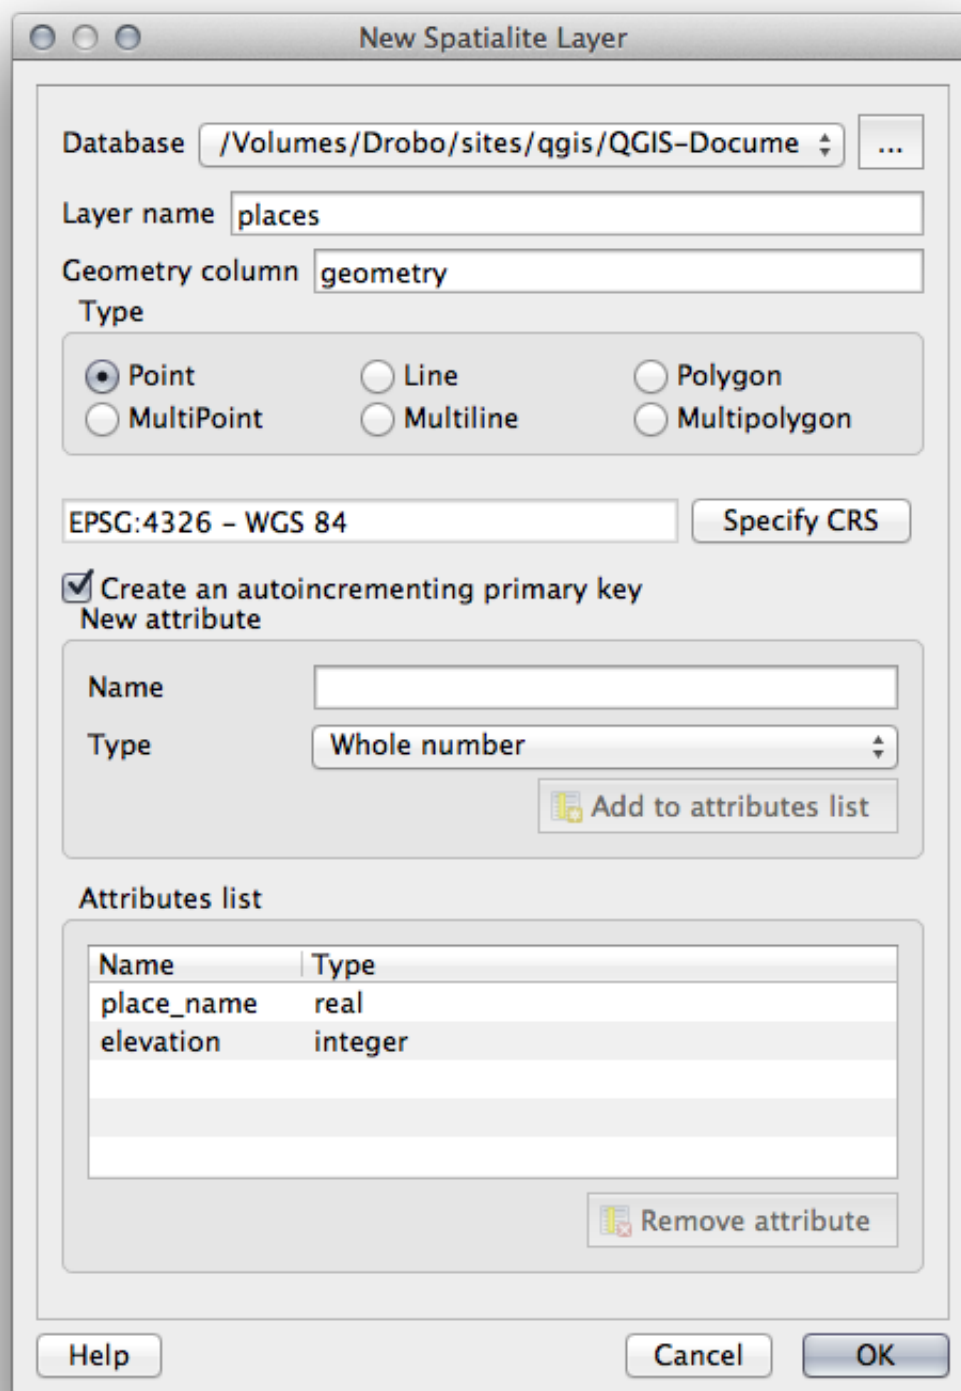 New Spatialite Layer
Database /Volumes/Drobo/sites/qgis/QGIS-Docume ...
Layer name places
Geometry column geometry
Type
Point Line Polygon
MultiPoint Multiline Multipolygon
EPSG:4326 – WGS 84 Specify CRS
Create an autoincrementing primary key
New attribute
Name
Type Whole number
Add to attributes list
Attributes list
Name Type
place_name real
elevation integer
Remove attribute
Help Cancel OK